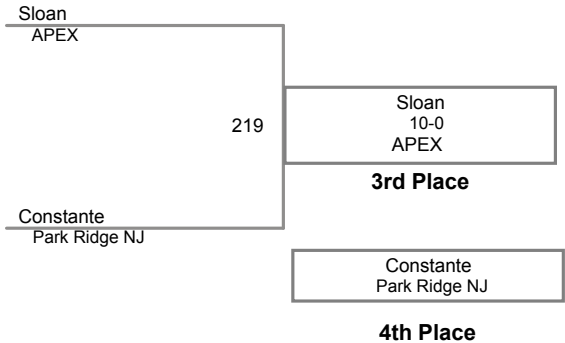 Sloan
APEX
219
Sloan
10-0
APEX
3rd Place
Constante
Park Ridge NJ
Constante
Park Ridge NJ
4th Place